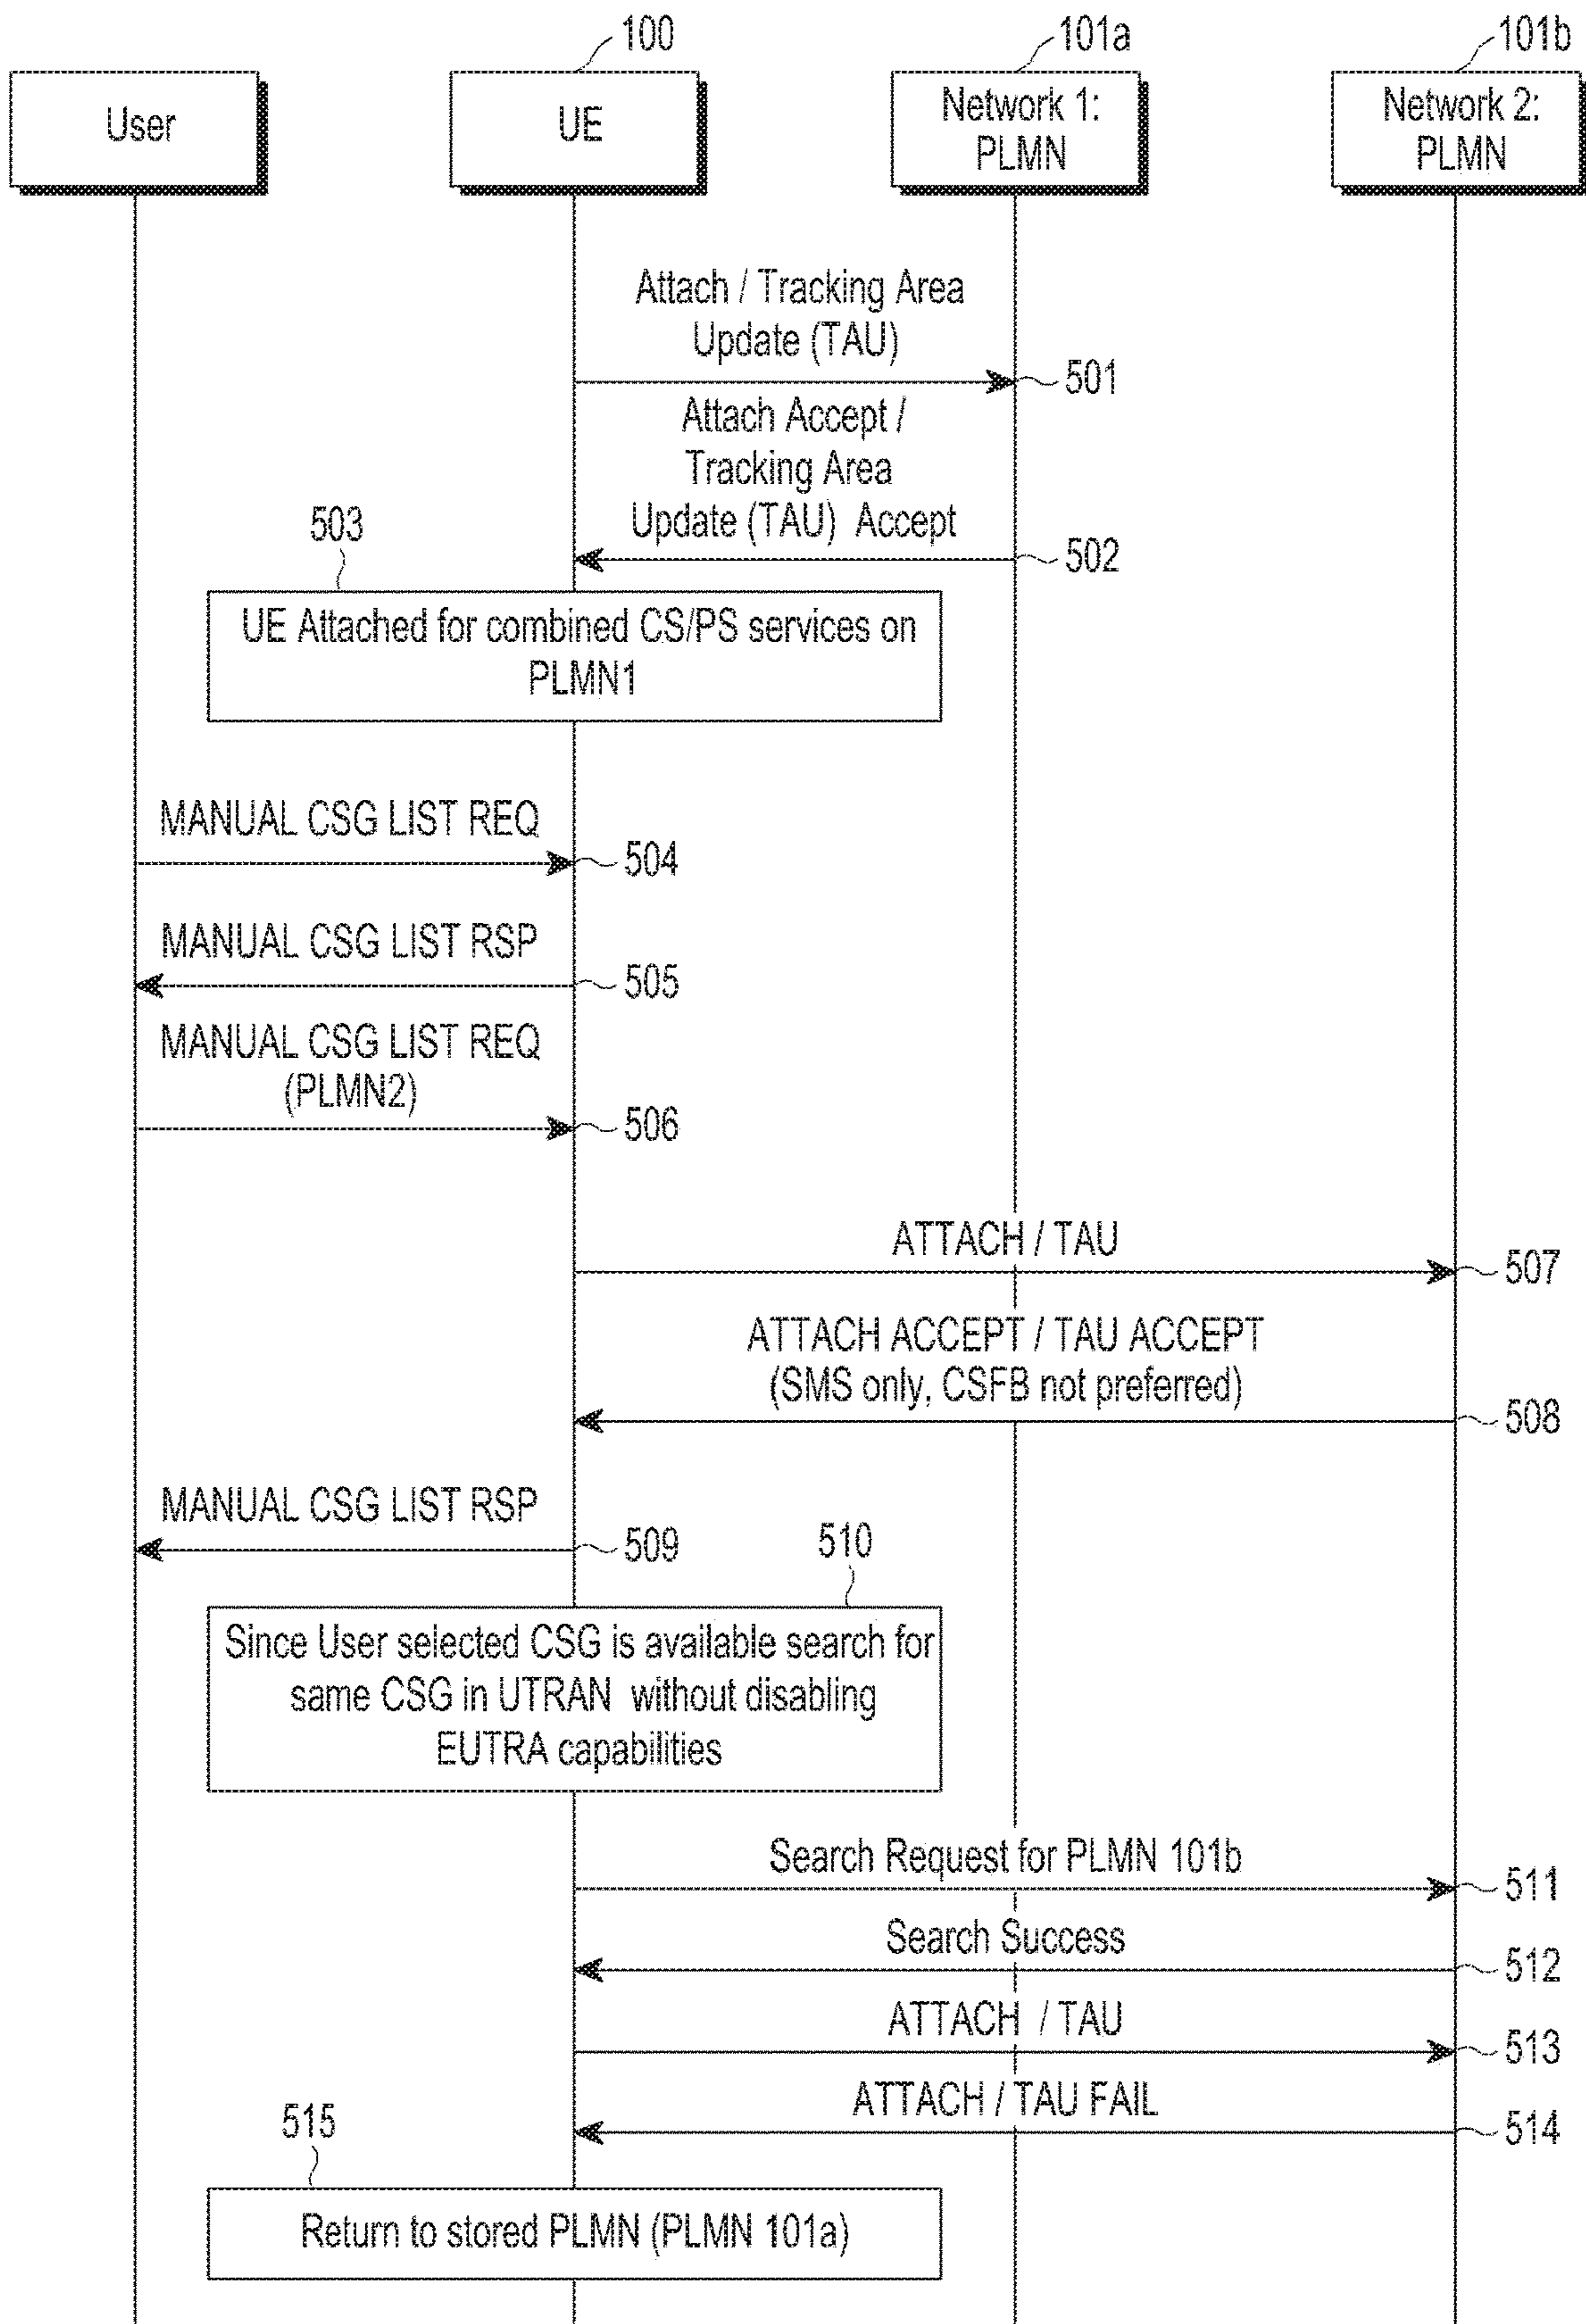 100
101a
101b
User
UE
Network 1:
PLMN
Network 2:
PLMN
Attach / Tracking Area
Update (TAU)
501
Attach Accept /
Tracking Area
Update (TAU) Accept
502
503
UE Attached for combined CS/PS services on
PLMN1
MANUAL CSG LIST REQ
504
MANUAL CSG LIST RSP
505
MANUAL CSG LIST REQ
(PLMN2)
506
ATTACH / TAU
507
ATTACH ACCEPT / TAU ACCEPT
(SMS only, CSFB not preferred)
508
MANUAL CSG LIST RSP
509
510
Since User selected CSG is available search for
same CSG in UTRAN without disabling
EUTRA capabilities
Search Request for PLMN 101b
511
Search Success
512
ATTACH / TAU
513
ATTACH / TAU FAIL
514
515
Return to stored PLMN (PLMN 101a)